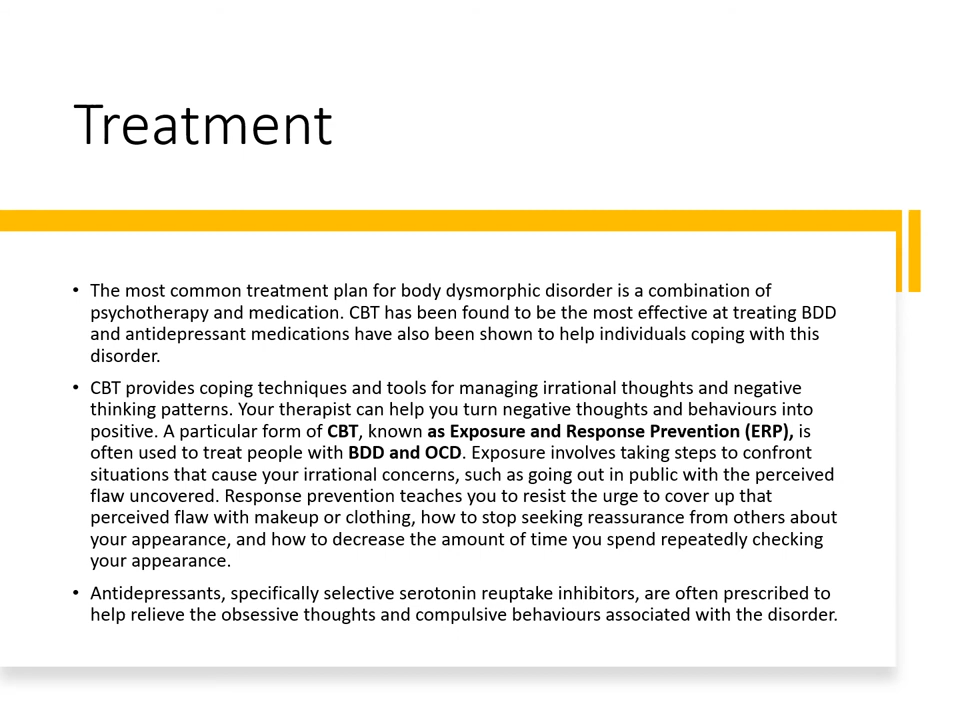 Treatment
• The most common treatment plan for body dysmorphic disorder is a combination of
psychotherapy and medication. CBT has been found to be the most effective at treating BDD
and antidepressant medications have also been shown to help individuals coping with this
disorder.
• CBT provides coping techniques and tools for managing irrational thoughts and negative
thinking patterns. Your therapist can help you turn negative thoughts and behaviours into
positive. A particular form of CBT, known as Exposure and Response Prevention (ERP), is
often used to treat people with BDD and OCD. Exposure involves taking steps to confront
situations that cause your irrational concerns, such as going out in public with the perceived
flaw uncovered. Response prevention teaches you to resist the urge to cover up that
perceived flaw with makeup or clothing, how to stop seeking reassurance from others about
your appearance, and how to decrease the amount of time you spend repeatedly checking
your appearance.
• Antidepressants, specifically selective serotonin reuptake inhibitors, are often prescribed to
help relieve the obsessive thoughts and compulsive behaviours associated with the disorder.